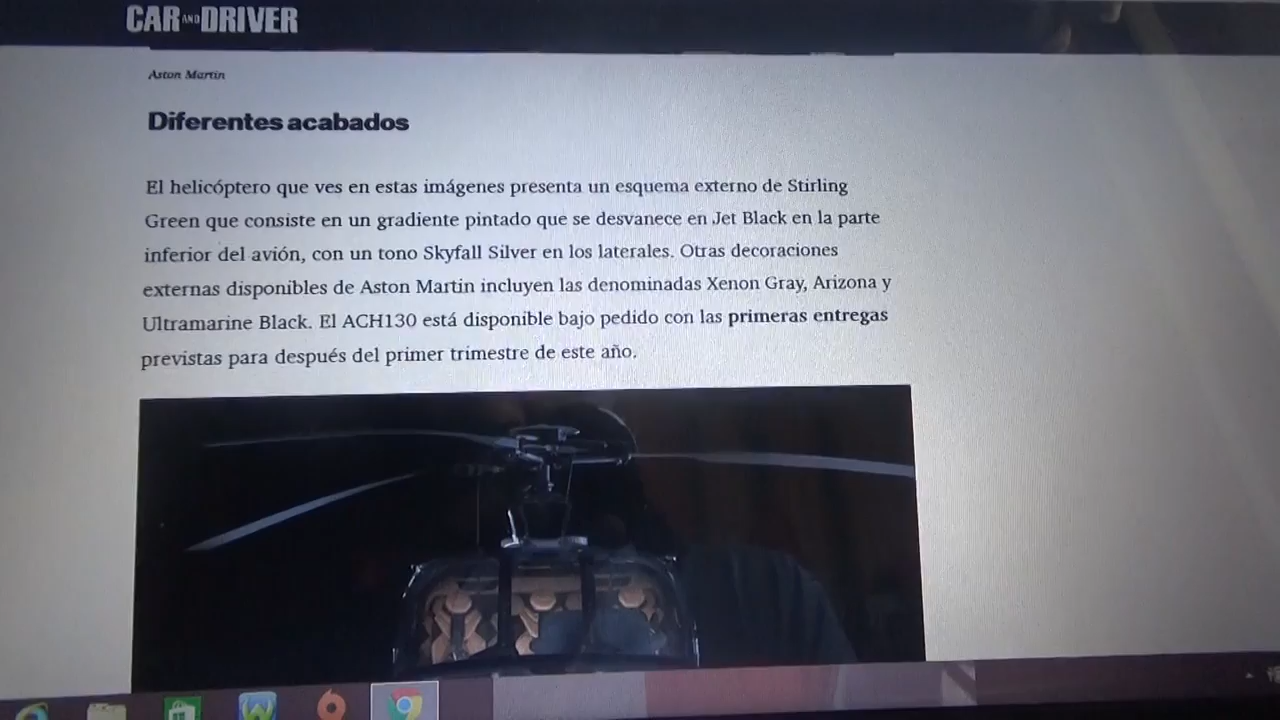 CAR AND DRIVER
Aston Martin
Diferentes acabados
El helicóptero que ves en estas imágenes presenta un esquema externo de Stirling
Green que consiste en un gradiente pintado que se desvanece en Jet Black en la parte
inferior del avión, con un tono Skyfall Silver en los laterales. Otras decoraciones
externas disponibles de Aston Martin incluyen las denominadas Xenon Gray, Arizona y
Ultramarine Black. El ACH130 está disponible bajo pedido con las primeras entregas
previstas para después del primer trimestre de este año.